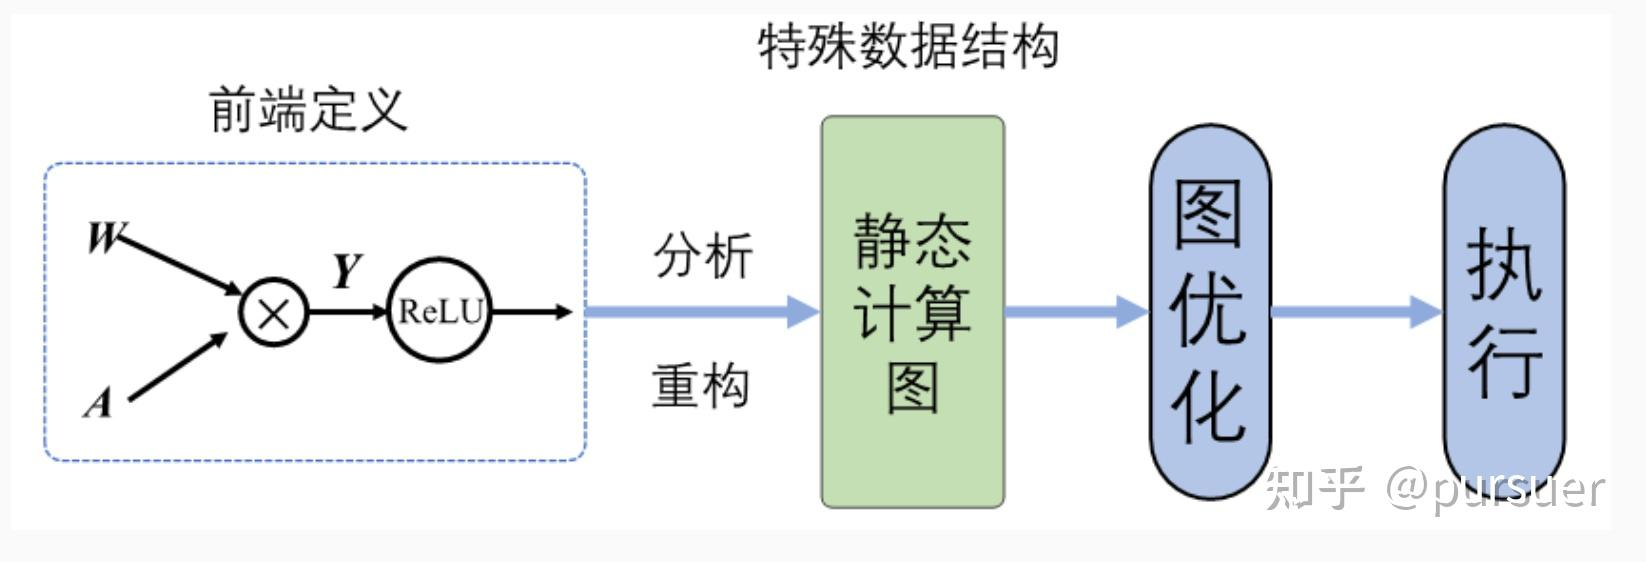 特殊数据结构
前端定义
W
A
×
Y
ReLU
分析
重构
静态
计算
图
图
优
化
执
行
知乎 @pursuer